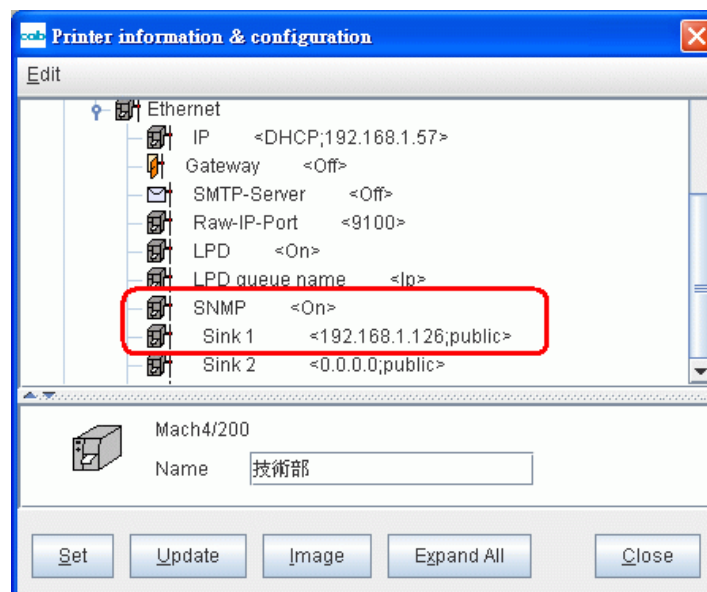 cab Printer information & configuration
Edit
Ethernet
IP <DHCP;192.168.1.57>
Gateway <Off>
SMTP-Server <Off>
Raw-IP-Port <9100>
LPD <On>
LPD queue name <lp>
SNMP <On>
Sink 1 <192.168.1.126;public>
Sink 2 <0.0.0.0;public>
Mach4/200
Name 技術部
Set Update Image Expand All Close